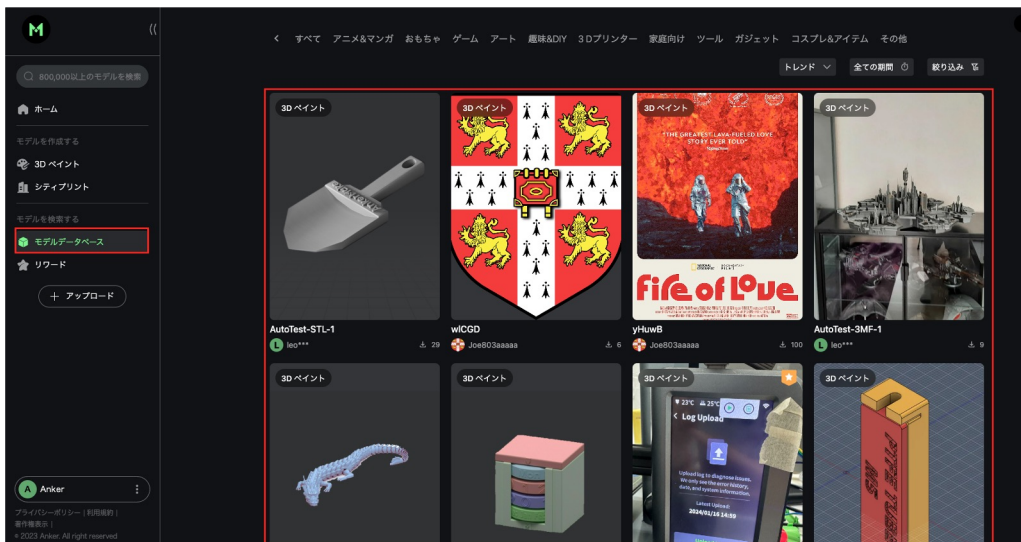 M
800,000以上のモデルを検索
ホーム
モデルを作成する
3D ペイント
シティプリント
モデルを検索する
モデルデータベース
リワード
+ アップロード
A Anker
プライバシーポリシー | 利用規約 |
著作権表示 |
© 2023 Anker. All right reserved
すべて アニメ&マンガ おもちゃ ゲーム アート 趣味&DIY 3Dプリンター 家庭向け ツール ガジェット コスプレ&アイテム その他
トレンド 全ての期間 絞り込み
3D ペイント
AutoTest-STL-1
L leo*** 29
3D ペイント
wlCGD
Joe803aaaaa 6
3D ペイント
"THE GREATEST LAVA-FUELED LOVE
STORY EVER TOLD"
NATIONAL GEOGRAPHIC
Fire of Love
yHuwB
Joe803aaaaa 100
3D ペイント
AutoTest-3MF-1
L leo*** 9
3D ペイント
3D ペイント
3D ペイント
23°C 25°C
< Log Upload
Upload log to diagnose issues.
We only see the error history,
date, and system information.
Latest Upload:
2024/01/16 14:59
3D ペイント